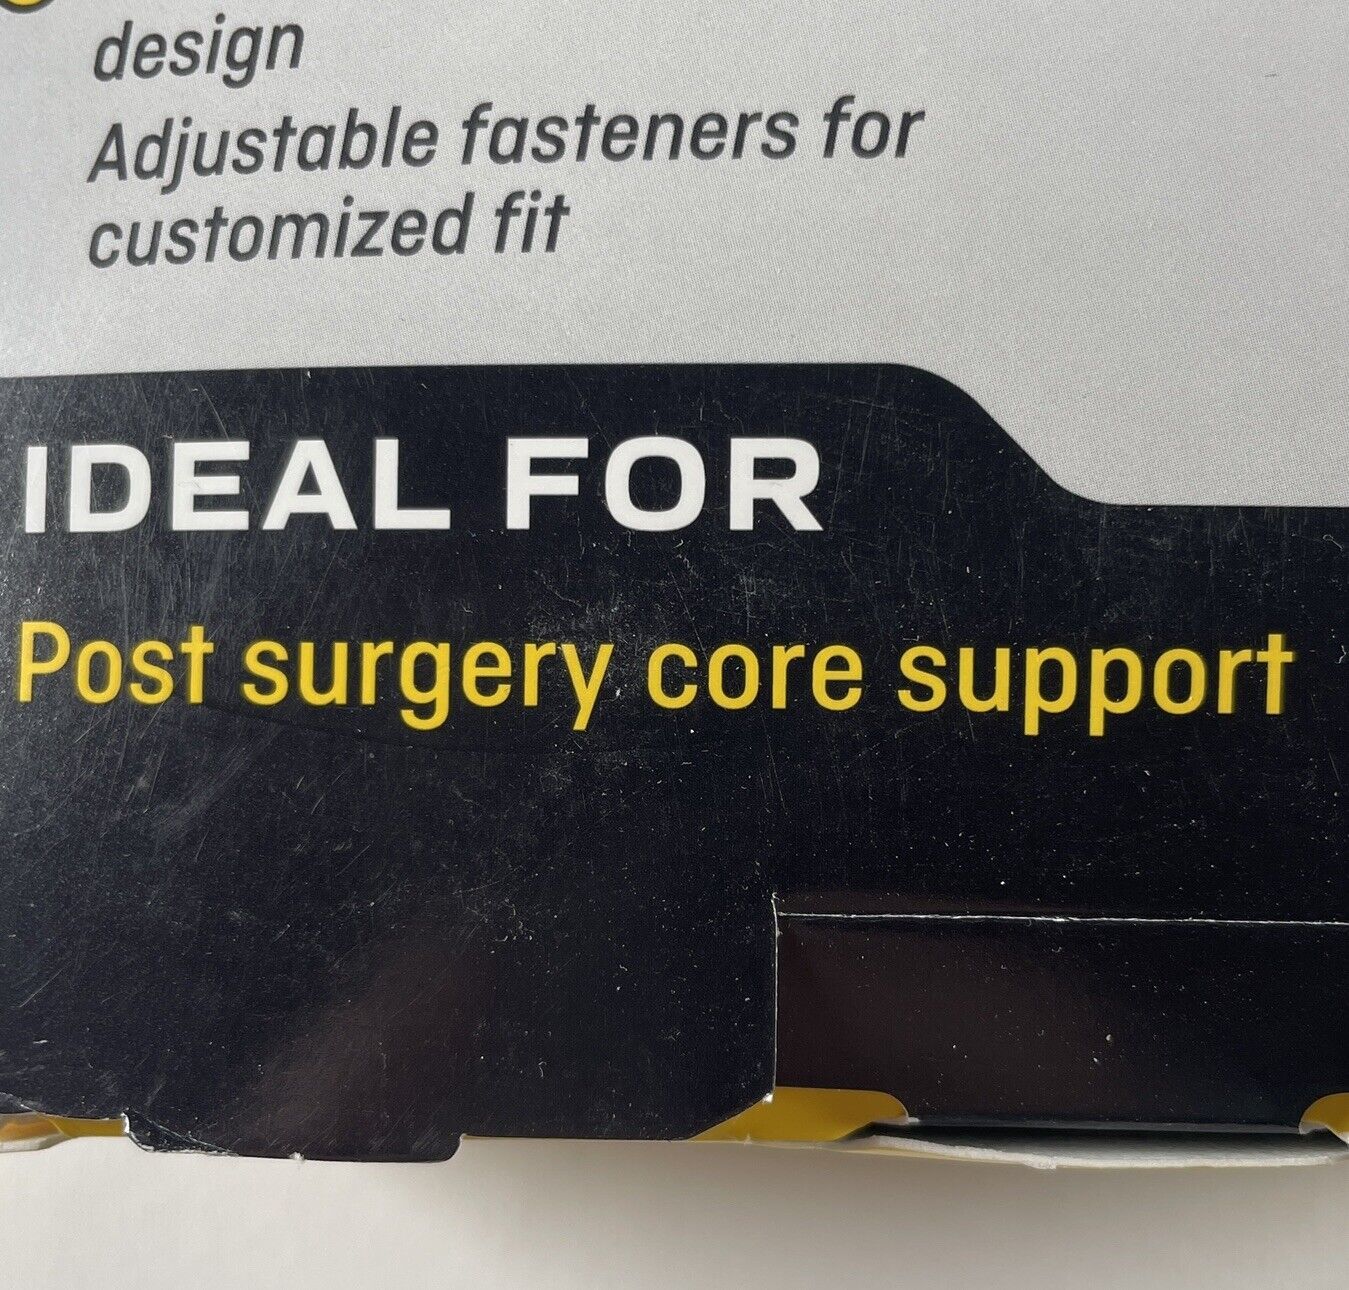 design
Adjustable fasteners for
customized fit
IDEAL FOR
Post surgery core support